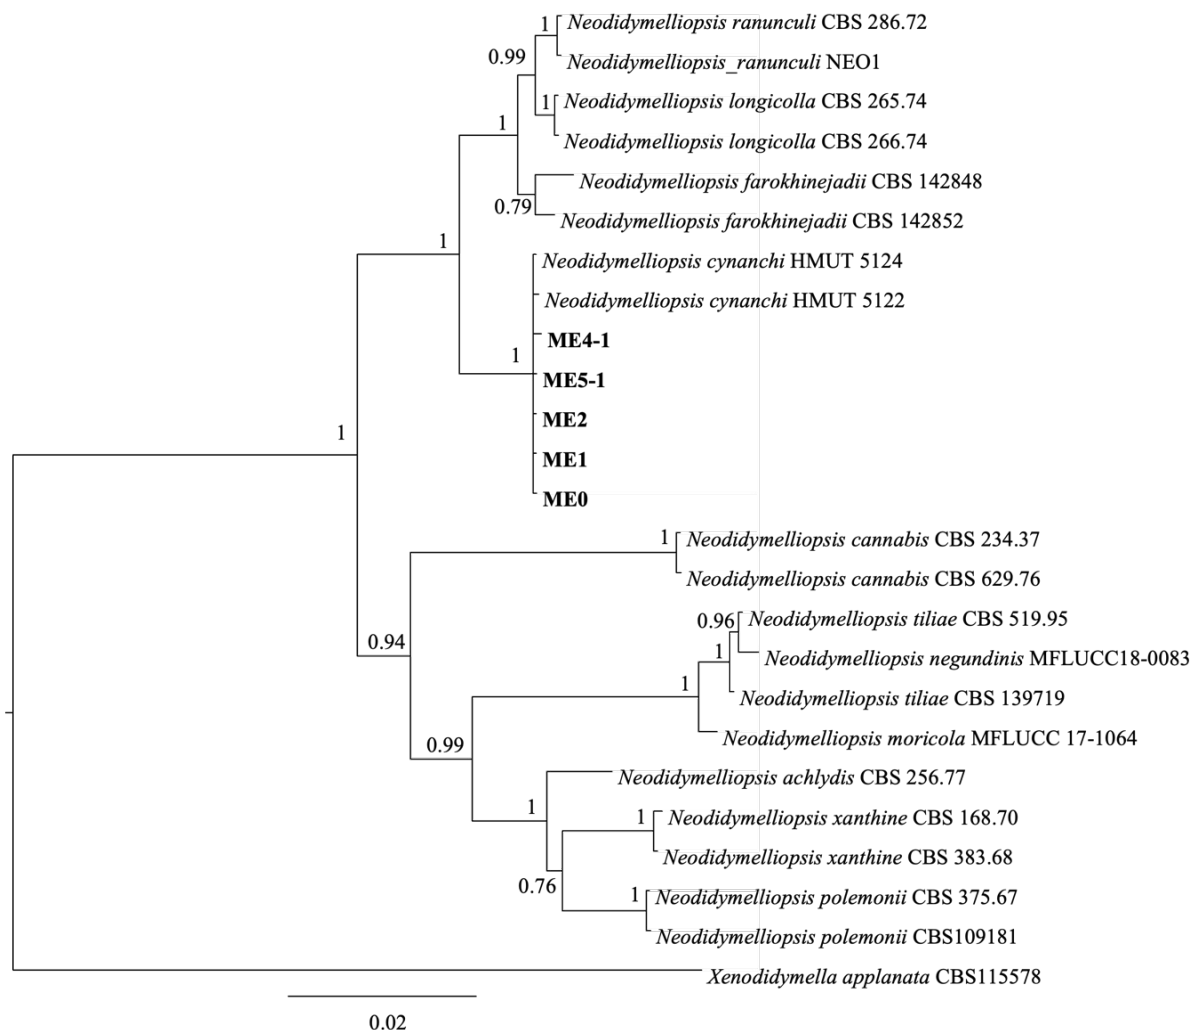 1
Neodidymelliopsis ranunculi CBS 286.72
0.99
Neodidymelliopsis_ranunculi NEO1
1
Neodidymelliopsis longicolla CBS 265.74
1
Neodidymelliopsis longicolla CBS 266.74
Neodidymelliopsis farokhinejadii CBS 142848
0.79
Neodidymelliopsis farokhinejadii CBS 142852
1
Neodidymelliopsis cynanchi HMUT 5124
Neodidymelliopsis cynanchi HMUT 5122
ME4-1
1
ME5-1
ME2
1
ME1
ME0
1
Neodidymelliopsis cannabis CBS 234.37
Neodidymelliopsis cannabis CBS 629.76
0.94
0.96
Neodidymelliopsis tiliae CBS 519.95
1
Neodidymelliopsis negundinis MFLUCC18-0083
1
Neodidymelliopsis tiliae CBS 139719
0.99
Neodidymelliopsis moricola MFLUCC 17-1064
Neodidymelliopsis achlydis CBS 256.77
1
1
Neodidymelliopsis xanthine CBS 168.70
Neodidymelliopsis xanthine CBS 383.68
0.76
1
Neodidymelliopsis polemonii CBS 375.67
Neodidymelliopsis polemonii CBS109181
Xenodidymella applanata CBS115578
0.02